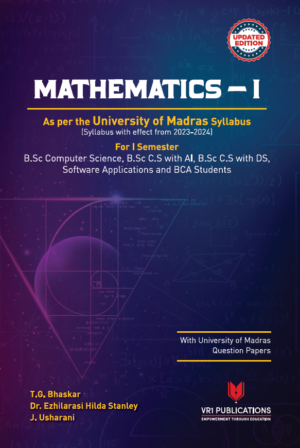 UPDATED
EDITION
MATHEMATICS – I
As per the University of Madras Syllabus
(Syllabus with effect from 2023-2024)
For I Semester
B.Sc Computer Science, B.Sc C.S with AI, B.Sc C.S with DS,
Software Applications and BCA Students
With University of Madras
Question Papers
T.G. Bhaskar
Dr. Ezhilarasi Hilda Stanley
J. Usharani
VR1 PUBLICATIONS
EMPOWERMENT THROUGH EDUCATION